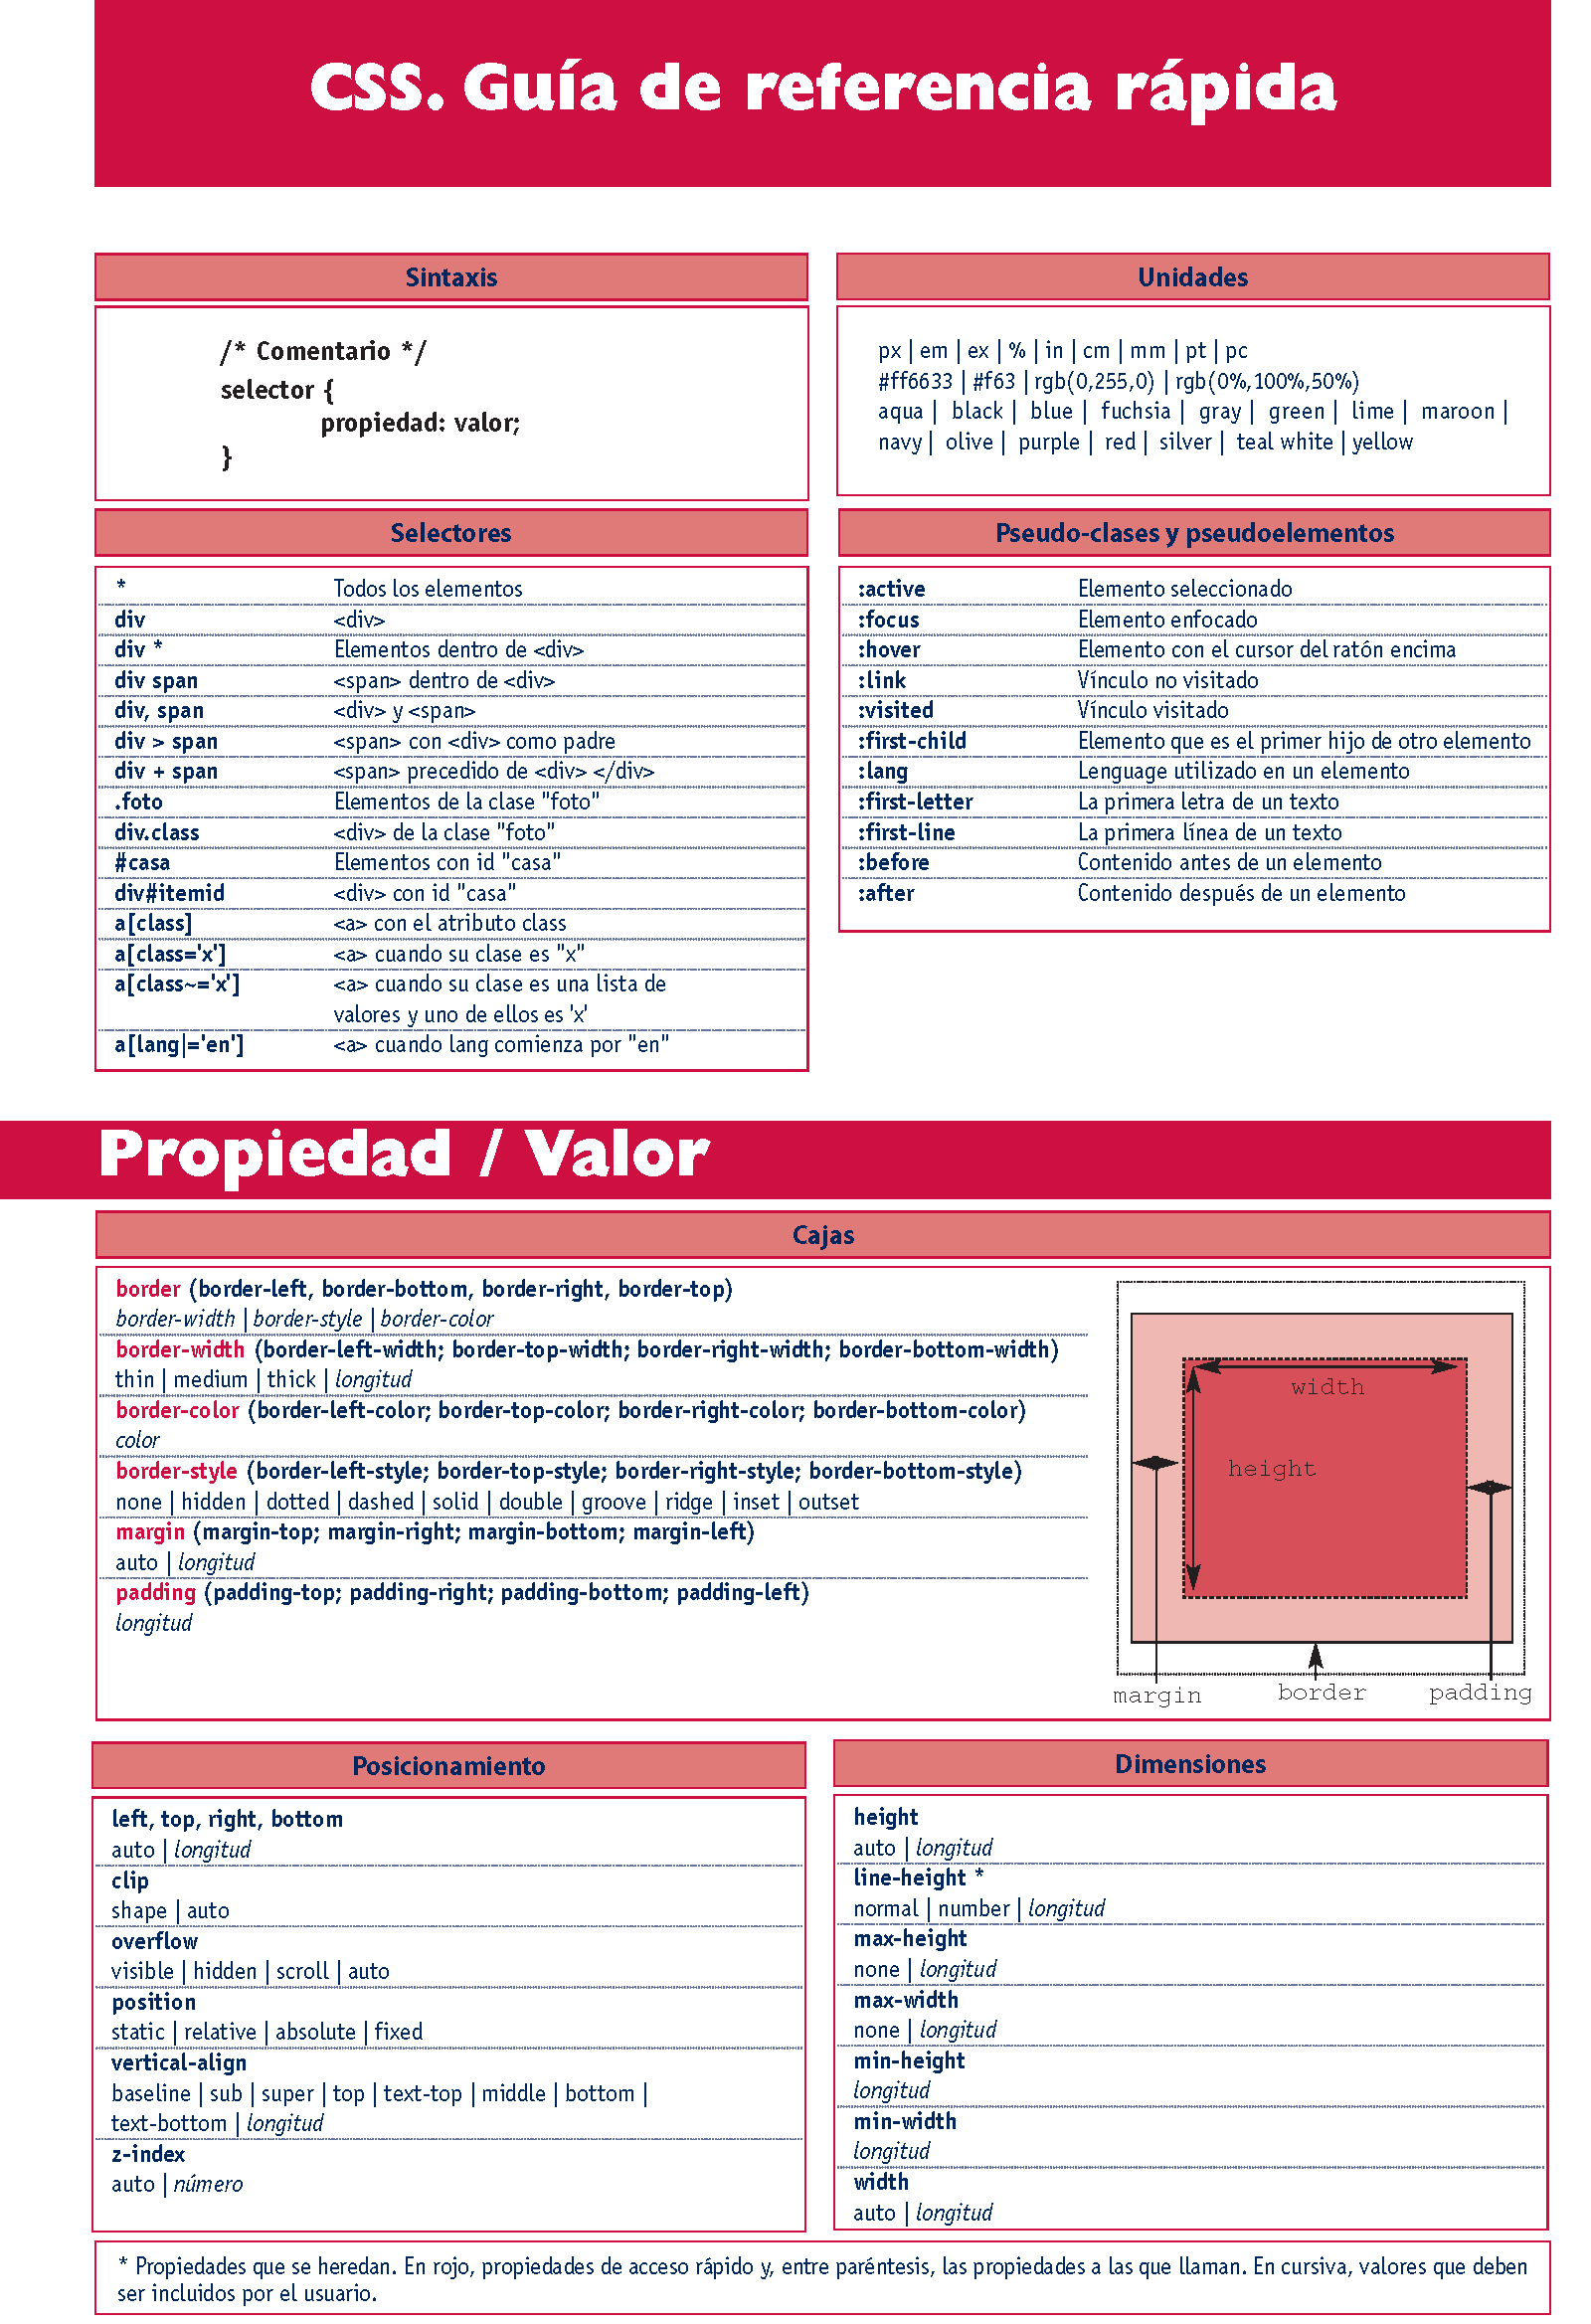 CSS. Guía de referencia rápida
Sintaxis
/* Comentario */
selector {
propiedad: valor;
}
Unidades
px | em | ex | % | in | cm | mm | pt | pc
#ff6633 | #f63 | rgb(0,255,0) | rgb(0%,100%,50%)
aqua | black | blue | fuchsia | gray | green | lime | maroon |
navy | olive | purple | red | silver | teal white | yellow
Selectores
* Todos los elementos
div <div>
div * Elementos dentro de <div>
div span <span> dentro de <div>
div, span <div> y <span>
div > span <span> con <div> como padre
div + span <span> precedido de <div> </div>
.foto Elementos de la clase "foto"
div.class <div> de la clase "foto"
#casa Elementos con id "casa"
div#itemid <div> con id "casa"
a[class] <a> con el atributo class
a[class='x'] <a> cuando su clase es "x"
a[class~='x'] <a> cuando su clase es una lista de
valores y uno de ellos es 'x'
a[lang|='en'] <a> cuando lang comienza por "en"
Pseudo-clases y pseudoelementos
:active Elemento seleccionado
:focus Elemento enfocado
:hover Elemento con el cursor del ratón encima
:link Vínculo no visitado
:visited Vínculo visitado
:first-child Elemento que es el primer hijo de otro elemento
:lang Lenguage utilizado en un elemento
:first-letter La primera letra de un texto
:first-line La primera línea de un texto
:before Contenido antes de un elemento
:after Contenido después de un elemento
Propiedad / Valor
Cajas
border (border-left, border-bottom, border-right, border-top)
border-width | border-style | border-color
border-width (border-left-width; border-top-width; border-right-width; border-bottom-width)
thin | medium | thick | longitud
border-color (border-left-color; border-top-color; border-right-color; border-bottom-color)
color
border-style (border-left-style; border-top-style; border-right-style; border-bottom-style)
none | hidden | dotted | dashed | solid | double | groove | ridge | inset | outset
margin (margin-top; margin-right; margin-bottom; margin-left)
auto | longitud
padding (padding-top; padding-right; padding-bottom; padding-left)
longitud
width
height
margin border padding
Posicionamiento
left, top, right, bottom
auto | longitud
clip
shape | auto
overflow
visible | hidden | scroll | auto
position
static | relative | absolute | fixed
vertical-align
baseline | sub | super | top | text-top | middle | bottom |
text-bottom | longitud
z-index
auto | número
Dimensiones
height
auto | longitud
line-height *
normal | number | longitud
max-height
none | longitud
max-width
none | longitud
min-height
longitud
min-width
longitud
width
auto | longitud
* Propiedades que se heredan. En rojo, propiedades de acceso rápido y, entre paréntesis, las propiedades a las que llaman. En cursiva, valores que deben
ser incluidos por el usuario.